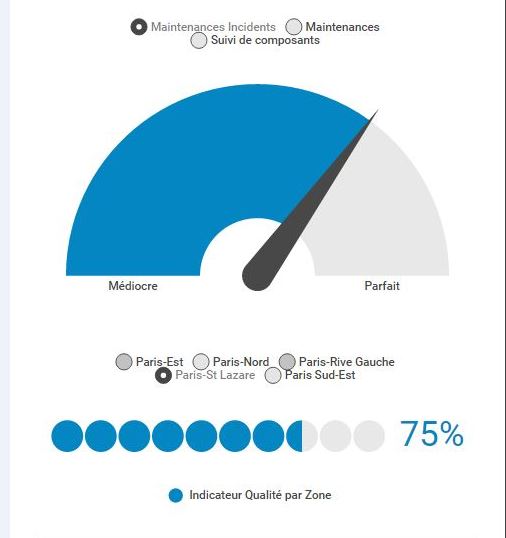 Maintenances Incidents Maintenances
Suivi de composants
Médiocre Parfait
Paris-Est Paris-Nord Paris-Rive Gauche
Paris-St Lazare Paris Sud-Est
75%
Indicateur Qualité par Zone